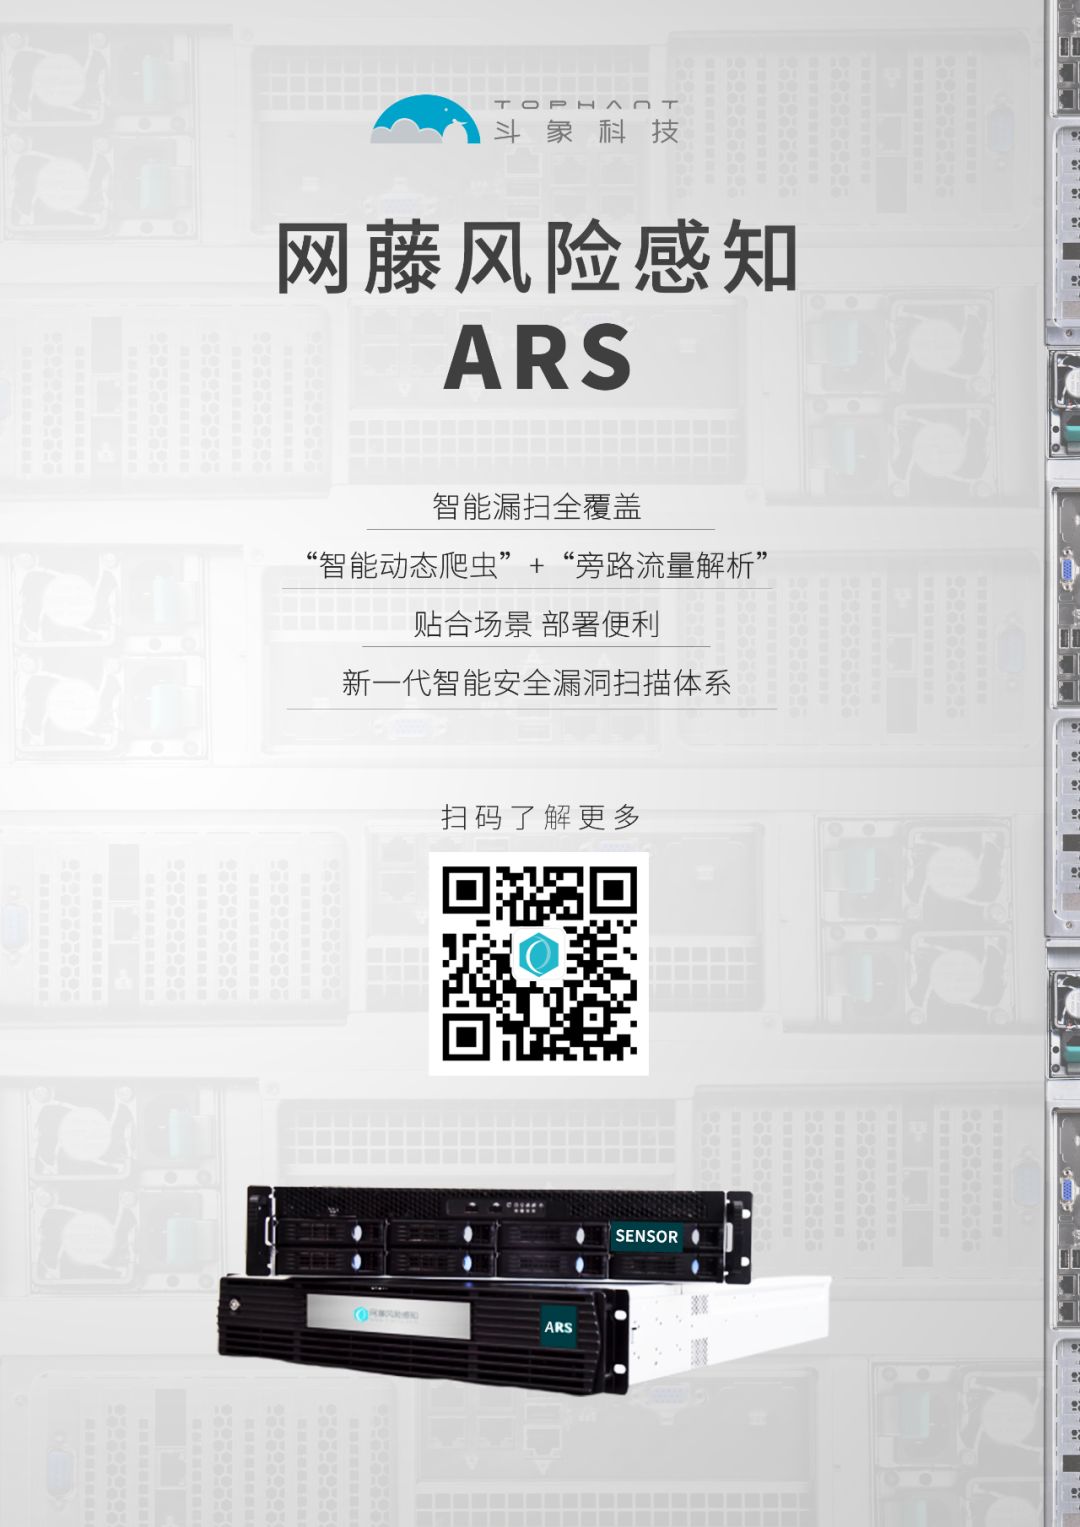 TOPHANT
斗象科技
网藤风险感知
ARS
智能漏扫全覆盖
“智能动态爬虫”+“旁路流量解析”
贴合场景 部署便利
新一代智能安全漏洞扫描体系
扫码了解更多
SENSOR
网藤风险感知
ARS